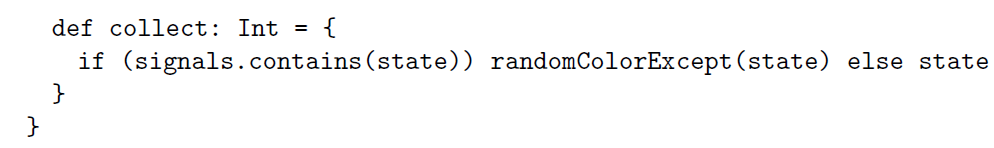 def collect: Int = {
if (signals.contains(state)) randomColorExcept(state) else state
}
}